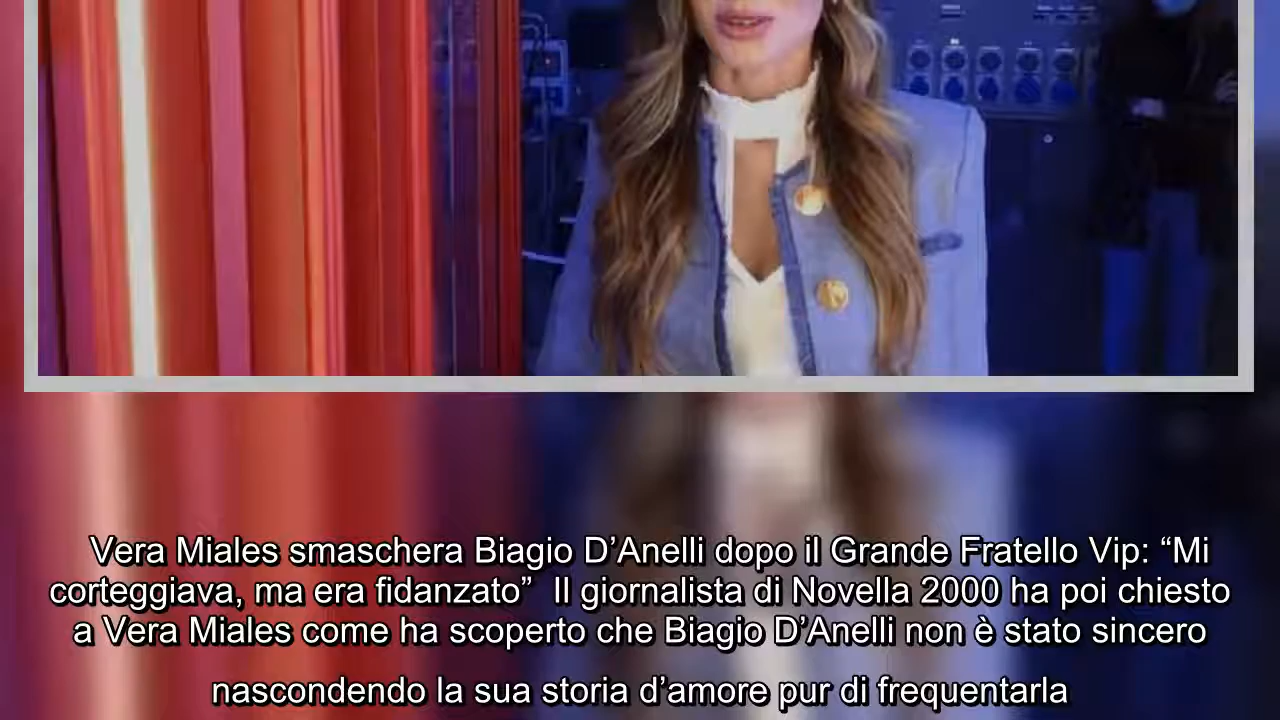 Vera Miales smaschera Biagio D’Anelli dopo il Grande Fratello Vip: “Mi
corteggiava, ma era fidanzato”  Il giornalista di Novella 2000 ha poi chiesto
a Vera Miales come ha scoperto che Biagio D’Anelli non è stato sincero
nascondendo la sua storia d’amore pur di frequentarla